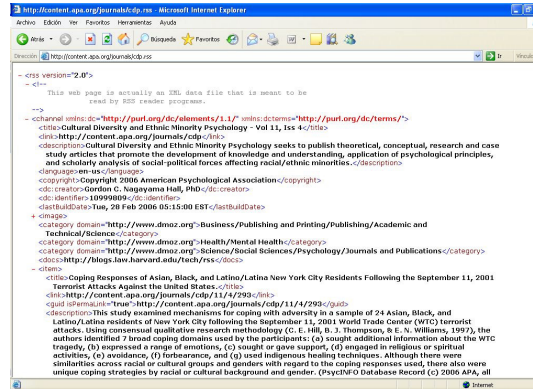 http://content.apa.org/journals/cdp.rss - Microsoft Internet Explorer
Archivo Edición Ver Favoritos Herramientas Ayuda
Atrás Búsqueda Favoritos
Dirección http://content.apa.org/journals/cdp.rss Ir Vínculos
- <rss version="2.0">
- <!--
This web page is actually an XML data file that is meant to be
read by RSS reader programs.
-->
- <channel xmlns:dc="http://purl.org/dc/elements/1.1/" xmlns:dcterms="http://purl.org/dc/terms/">
<title>Cultural Diversity and Ethnic Minority Psychology - Vol 11, Iss 4</title>
<link>http://content.apa.org/journals/cdp</link>
<description>Cultural Diversity and Ethnic Minority Psychology seeks to publish theoretical, conceptual, research and case
study articles that promote the development of knowledge and understanding, application of psychological principles,
and scholarly analysis of social-political forces affecting racial/ethnic minorities.</description>
<language>en-us</language>
<copyright>Copyright 2006 American Psychological Association</copyright>
<dc:creator>Gordon C. Nagayama Hall, PhD</dc:creator>
<dc:identifier>10999809</dc:identifier>
<lastBuildDate>Tue, 28 Feb 2006 05:15:00 EST</lastBuildDate>
+ <image>
<category domain="http://www.dmoz.org">Business/Publishing and Printing/Publishing/Academic and
Technical/Science</category>
<category domain="http://www.dmoz.org">Health/Mental Health</category>
<category domain="http://www.dmoz.org">Science/Social Sciences/Psychology/Journals and Publications</category>
<docs>http://blogs.law.harvard.edu/tech/rss</docs>
- <item>
<title>Coping Responses of Asian, Black, and Latino/Latina New York City Residents Following the September 11, 2001
Terrorist Attacks Against the United States.</title>
<link>http://content.apa.org/journals/cdp/11/4/293</link>
<guid isPermaLink="true">http://content.apa.org/journals/cdp/11/4/293</guid>
<description>This study examined mechanisms for coping with adversity in a sample of 24 Asian, Black, and
Latino/Latina residents of New York City following the September 11, 2001 World Trade Center (WTC) terrorist
attacks. Using consensual qualitative research methodology (C. E. Hill, B. J. Thompson, & E. N. Williams, 1997), the
authors identified 7 broad coping domains used by the participants: (a) sought additional information about the WTC
tragedy, (b) expressed a range of emotions, (c) sought or gave support, (d) engaged in religious or spiritual
activities, (e) avoidance, (f) forbearance, and (g) used indigenous healing techniques. Although there were
similarities across racial or cultural groups and genders with regard to the coping responses used, there also were
unique coping strategies by racial or cultural background and gender. (PsycINFO Database Record (c) 2006 APA, all
Internet